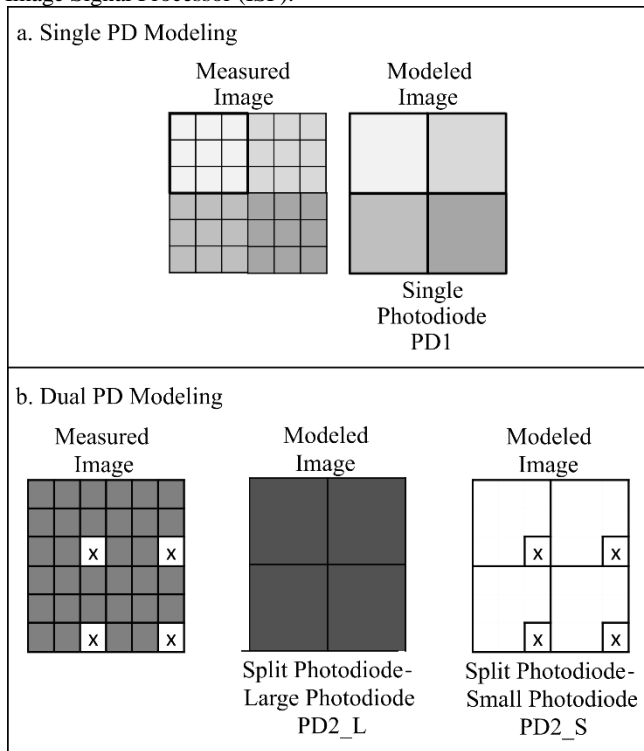 Image Signal Processor (ISP).
a. Single PD Modeling
Measured
Image
Modeled
Image
Single
Photodiode
PD1
b. Dual PD Modeling
Measured
Image
Modeled
Image
Modeled
Image
x x
x x
x x
x x
Split Photodiode-
Large Photodiode
PD2_L
Split Photodiode-
Small Photodiode
PD2_S